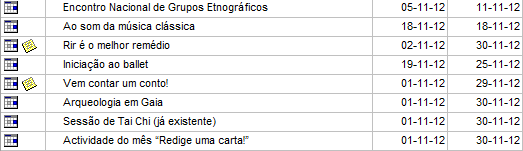 Encontro Nacional de Grupos Etnográficos 05-11-12 11-11-12
Ao som da música clássica 18-11-12 18-11-12
Rir é o melhor remédio 02-11-12 30-11-12
Iniciação ao ballet 19-11-12 25-11-12
Vem contar um conto! 01-11-12 29-11-12
Arqueologia em Gaia 01-11-12 30-11-12
Sessão de Tai Chi (já existente) 01-11-12 30-11-12
Actividade do mês “Redige uma carta!” 01-11-12 30-11-12